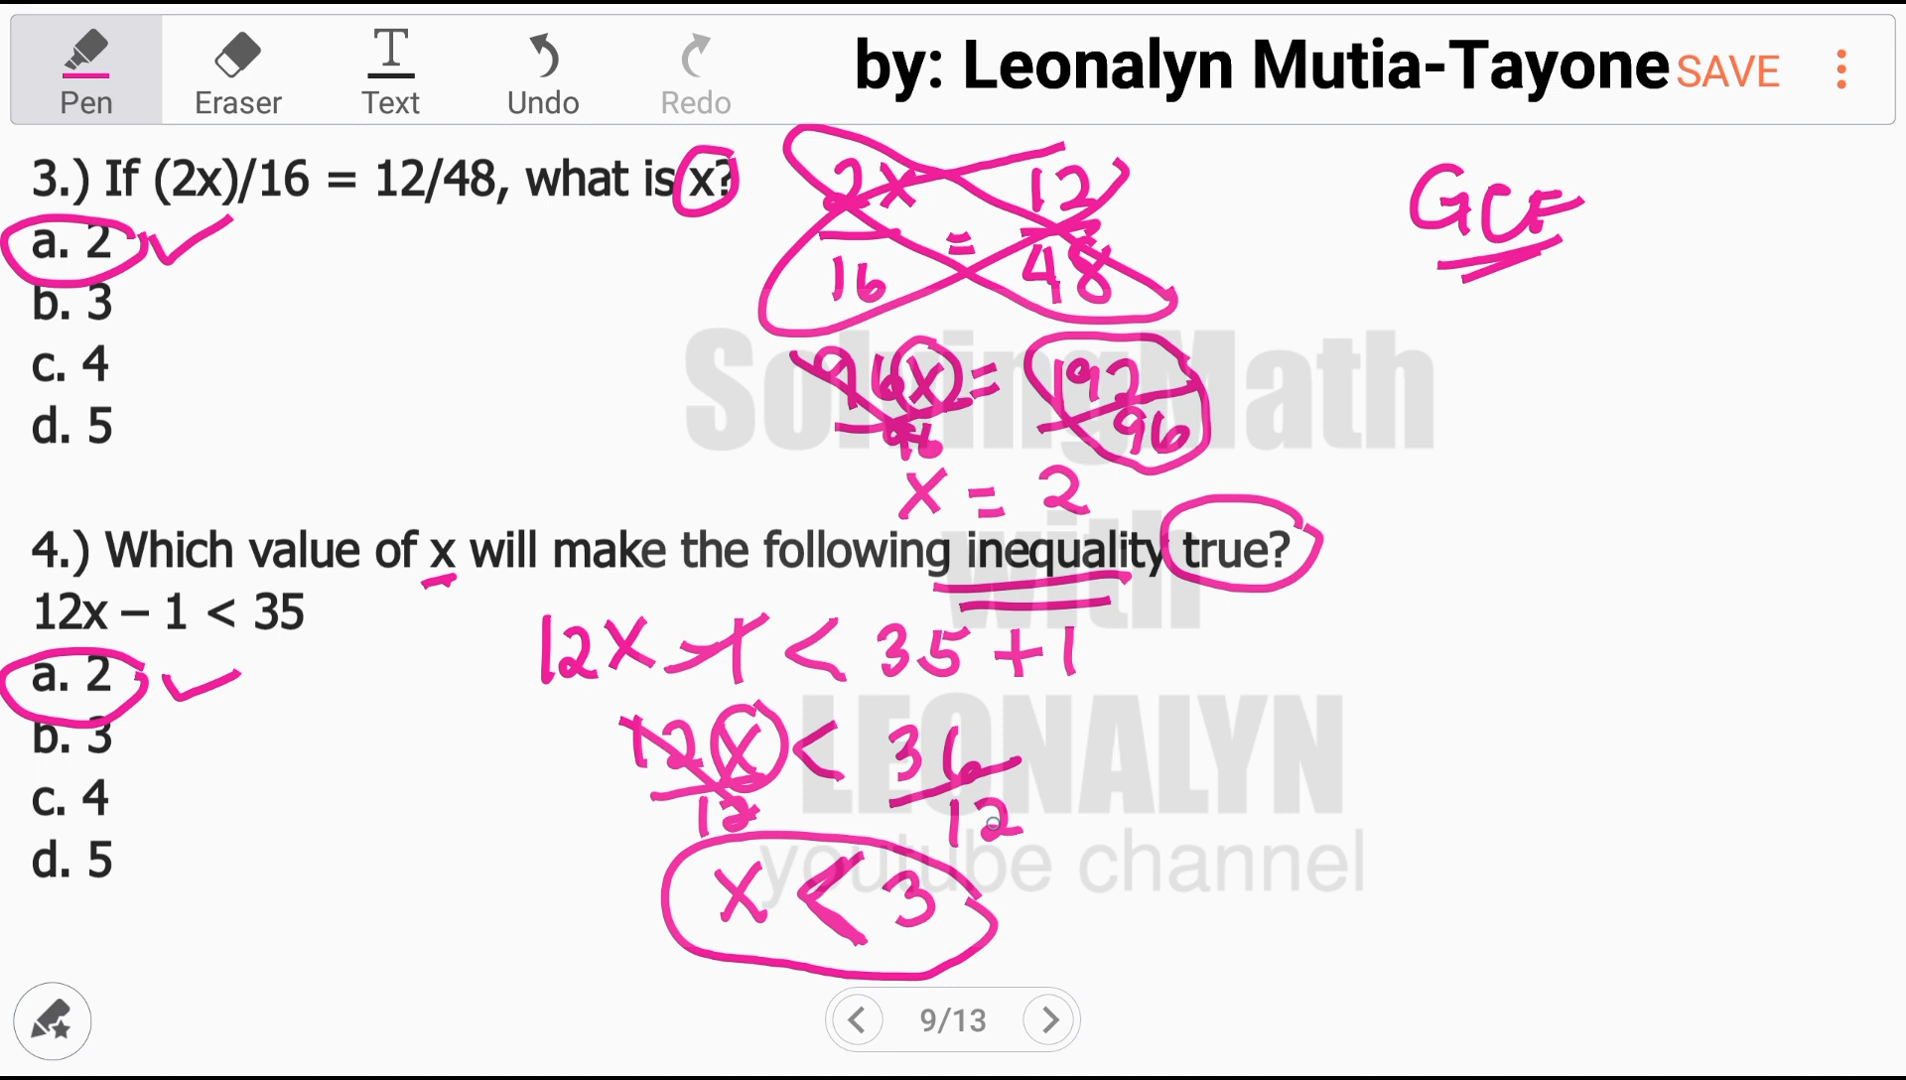 Pen Eraser Text Undo Redo by: Leonalyn Mutia-Tayone SAVE
3.) If (2x)/16 = 12/48, what is x?
a. 2
b. 3
c. 4
d. 5
2x = 12
16 48
96x = 192
96 96
x = 2
GCF
4.) Which value of x will make the following inequality true?
12x – 1 < 35
a. 2
b. 3
c. 4
d. 5
12x - 1 < 35 + 1
12x < 36
12 12
x < 3
SolvingMath
with
LEONALYN
youtube channel
9/13